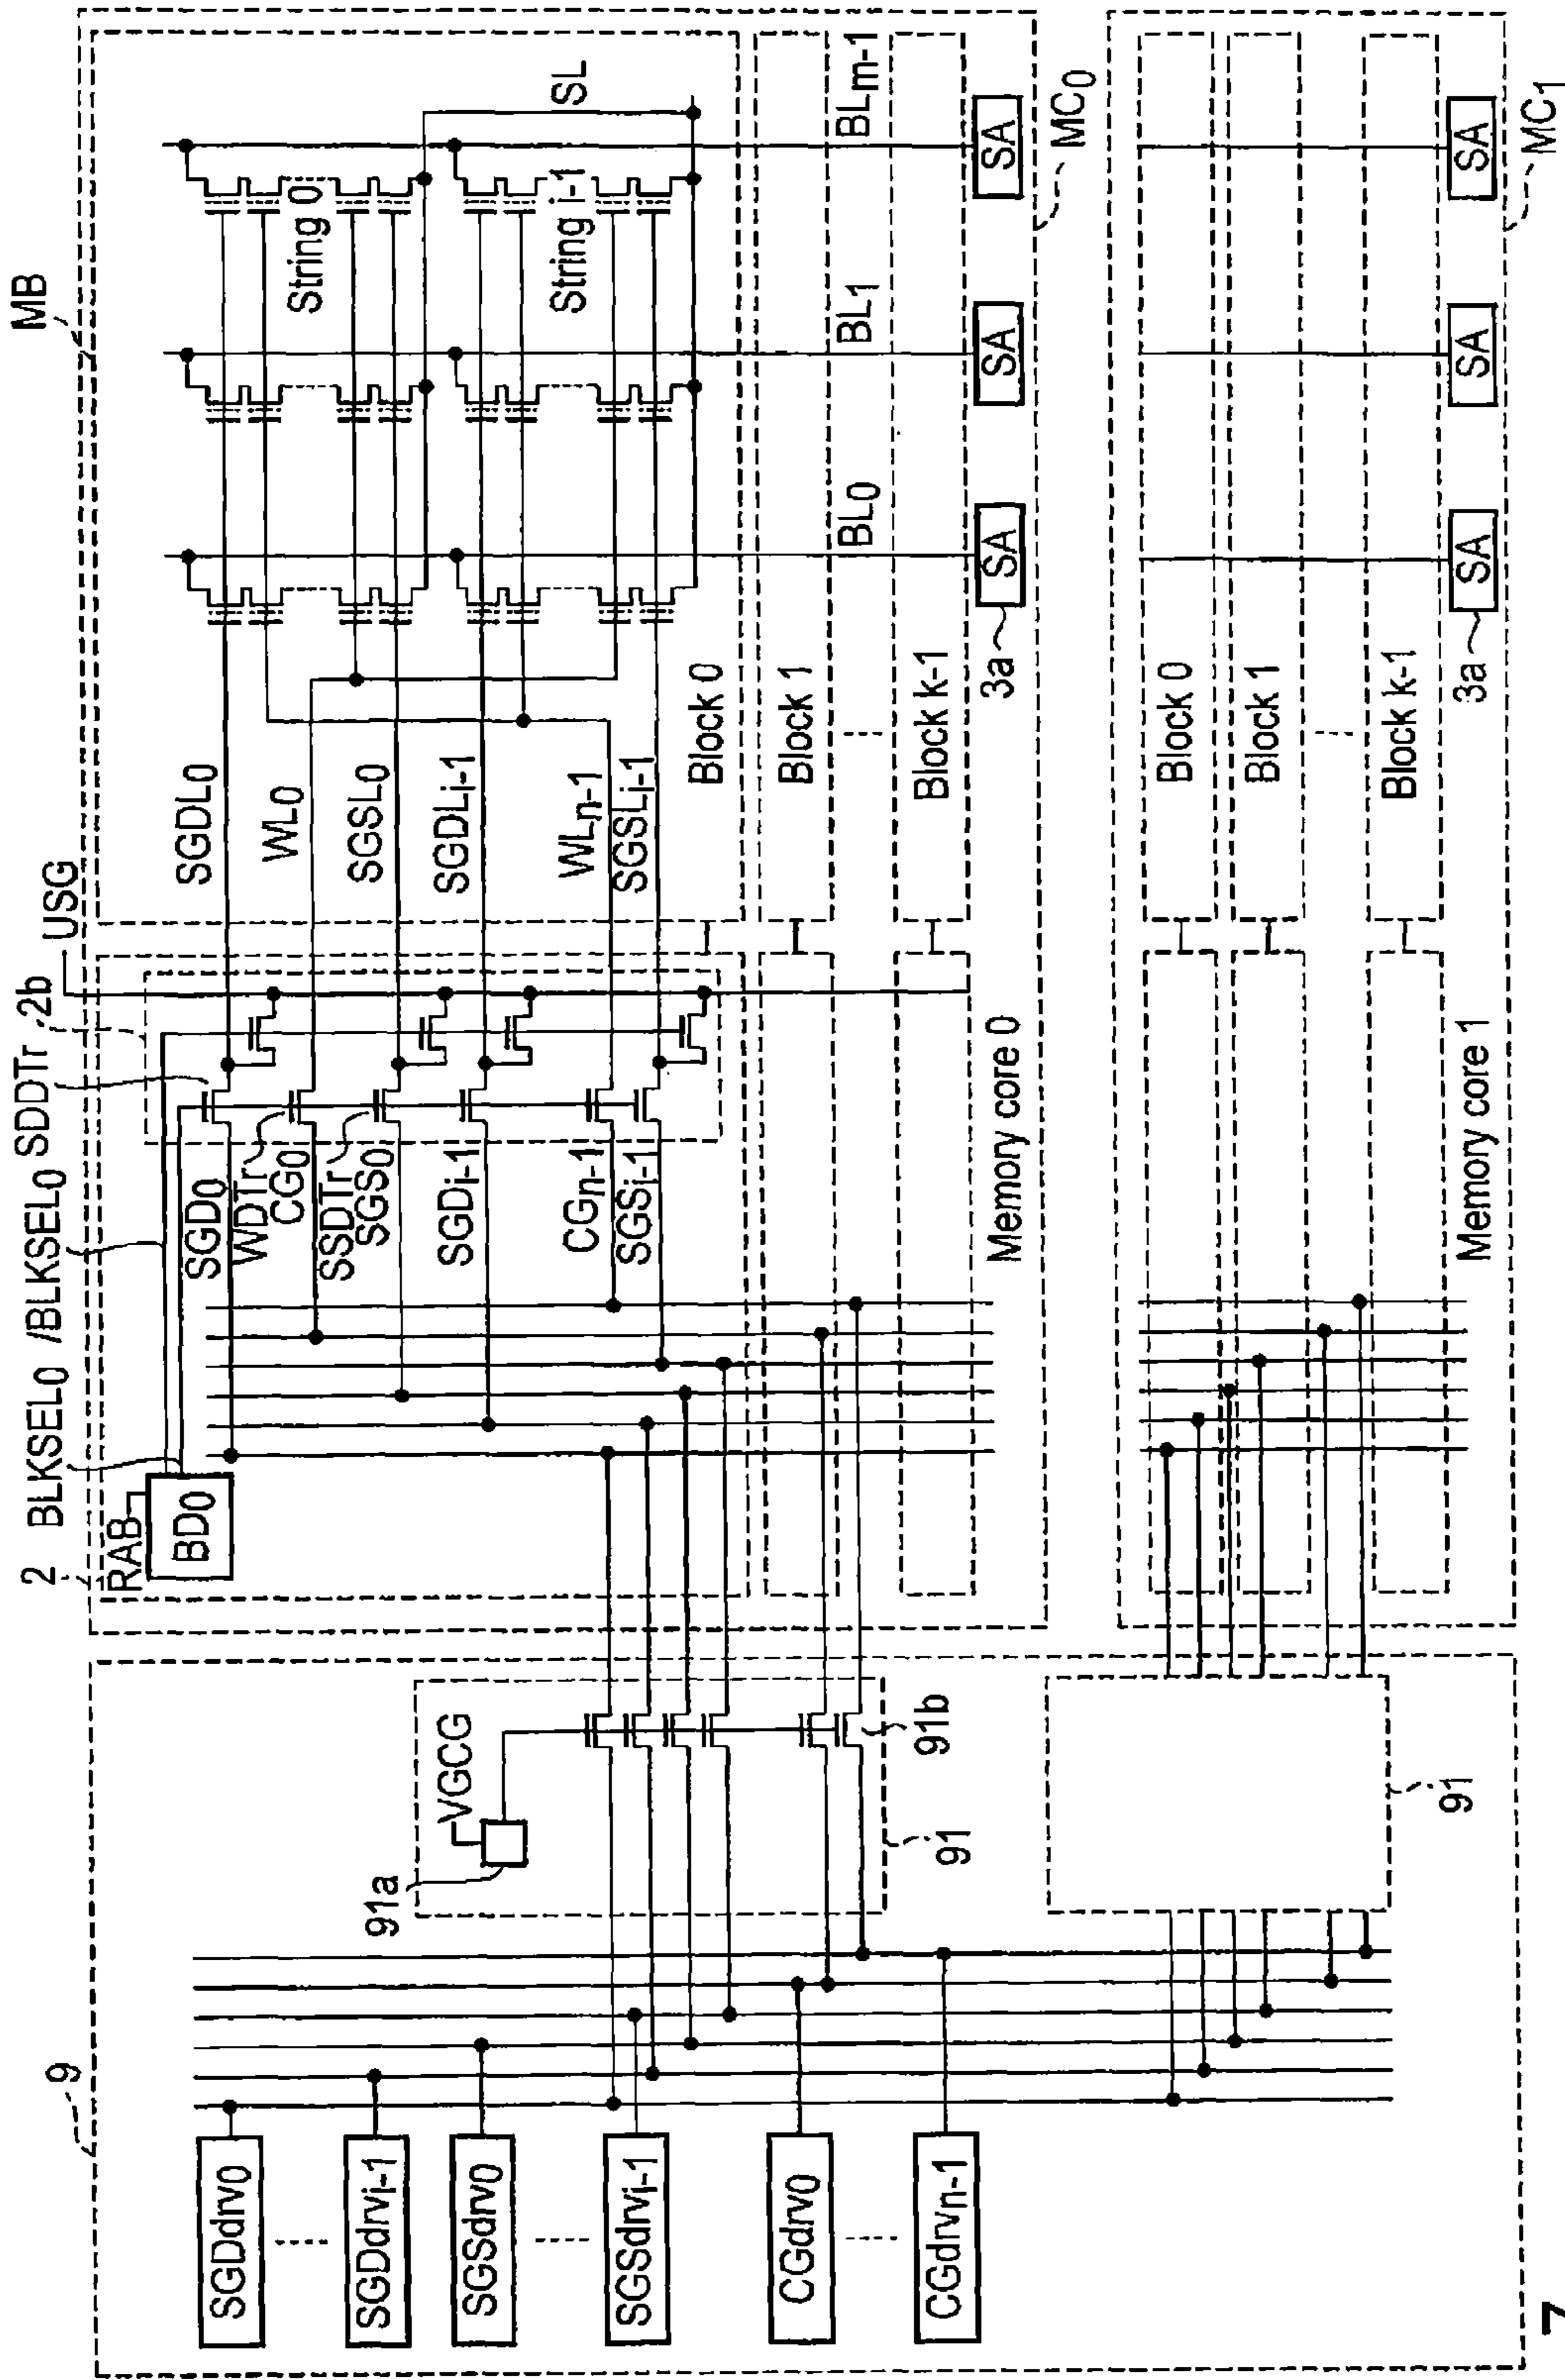 9
SGDdrv0
SGDdrvi-1
SGSdrv0
SGSdrvi-1
CGdrv0
CGdrvn-1
91a
VGCG
91b
91
91
2
RAB
BD0
BLKSEL0
/BLKSEL0
SDDTr
2b
USG
SGD0
WDTr
CG0
SSDTr
SGS0
SGDi-1
CGn-1
SGSi-1
Memory core 0
Memory core 1
MB
SGDL0
WL0
SGSL0
SGDLi-1
WLn-1
SGSLi-1
String 0
String i-1
SL
Block 0
Block 1
Block k-1
BL0
BL1
BLm-1
3a
SA
SA
SA
MC0
Block 0
Block 1
Block k-1
3a
SA
SA
SA
MC1
7